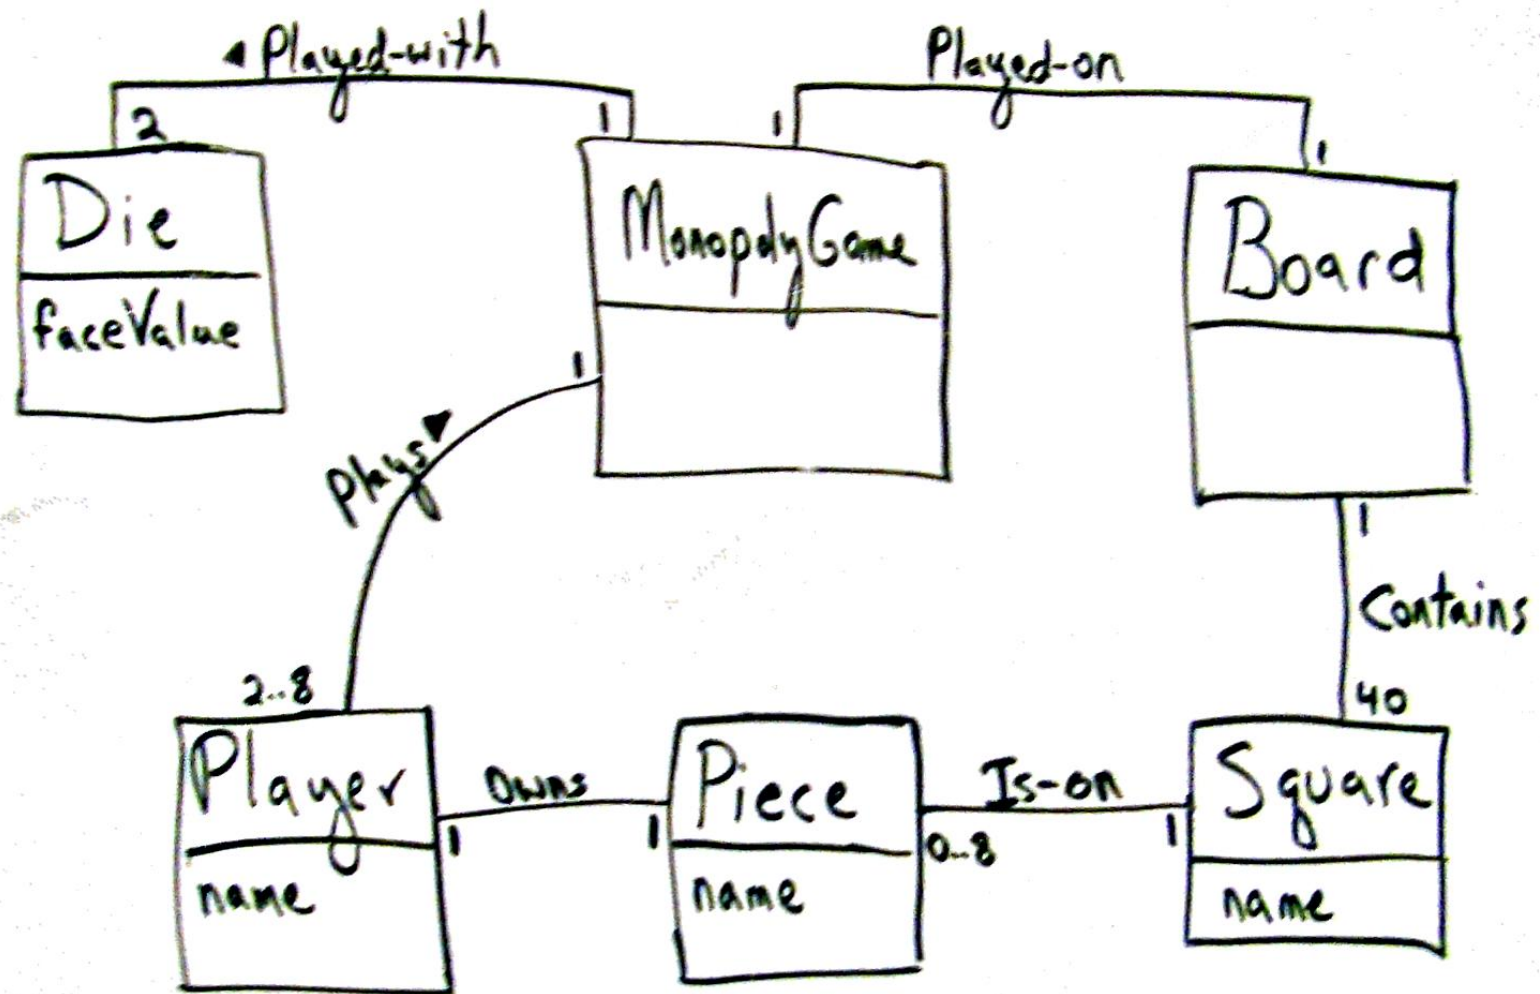 ◄ Played-with
Played-on
2
1
1
1
Die
MonopolyGame
Board
faceValue
1
Plays ►
1
Contains
2..8
40
Player
Owns
Piece
Is-on
Square
1
1
0..8
1
name
name
name